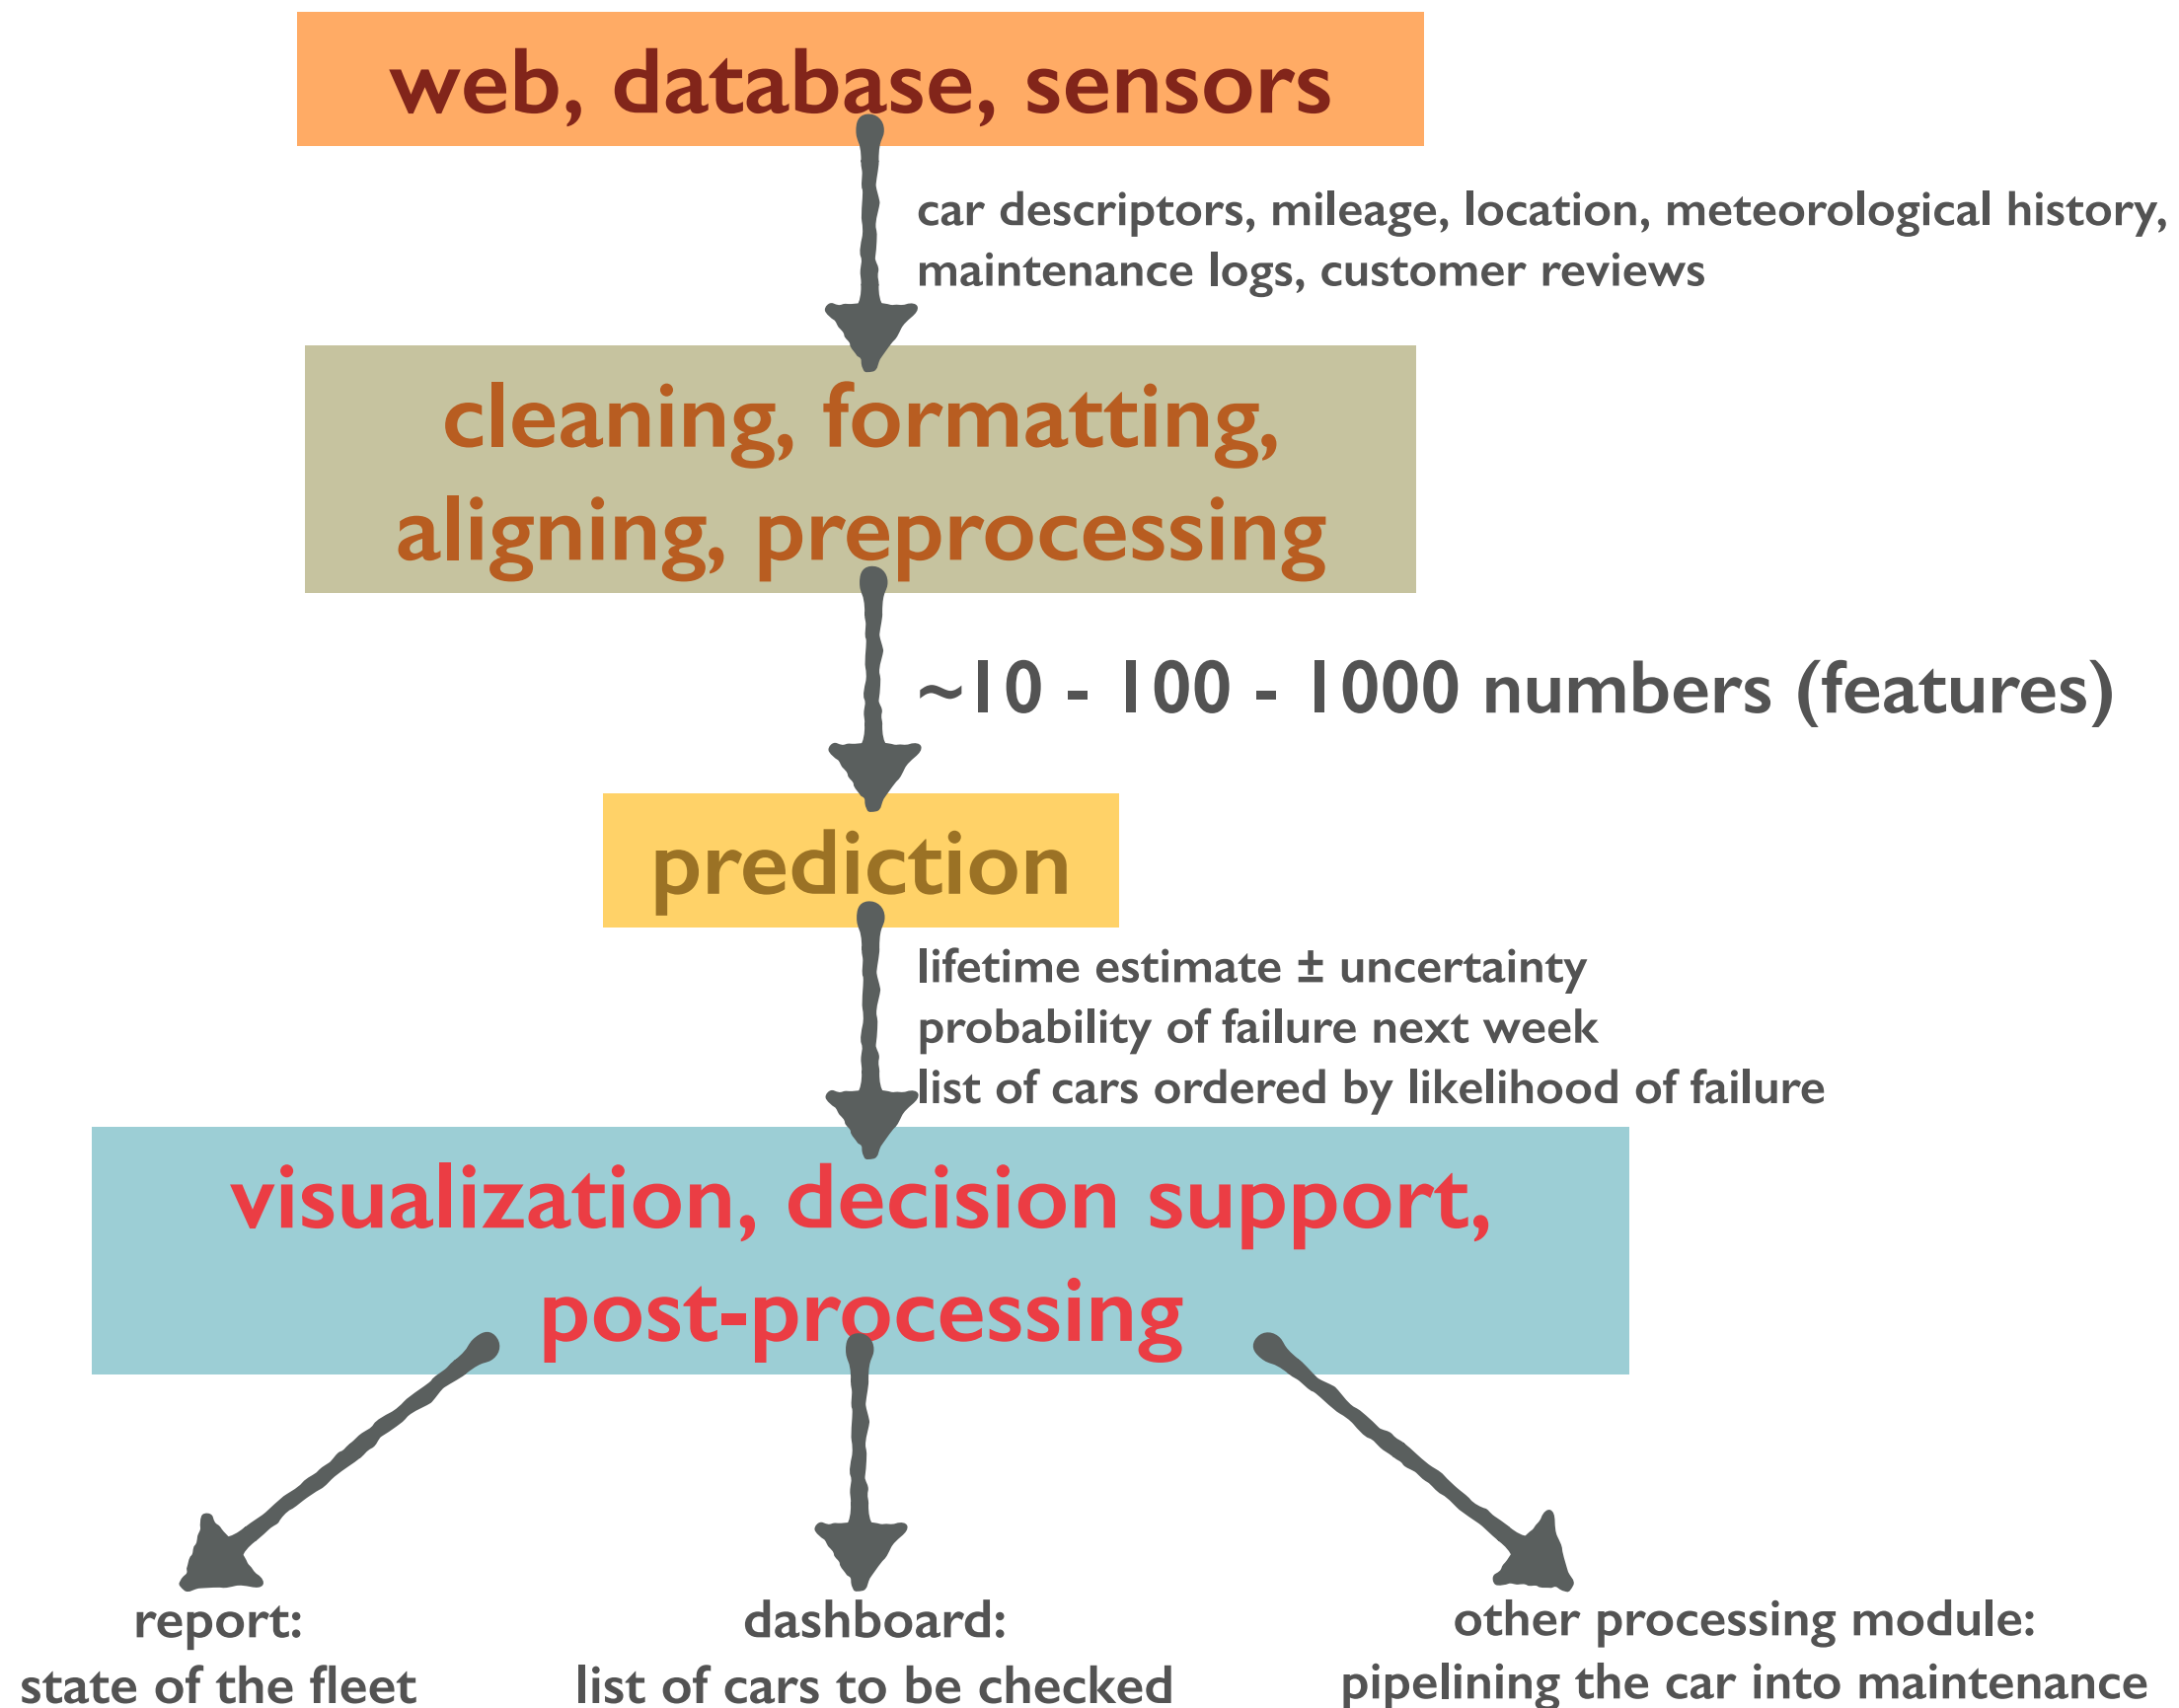 web, database, sensors
car descriptors, mileage, location, meteorological history,
maintenance logs, customer reviews
cleaning, formatting,
aligning, preprocessing
~10 - 100 - 1000 numbers (features)
prediction
lifetime estimate ± uncertainty
probability of failure next week
list of cars ordered by likelihood of failure
visualization, decision support,
post-processing
report:
state of the fleet
dashboard:
list of cars to be checked
other processing module:
pipelining the car into maintenance